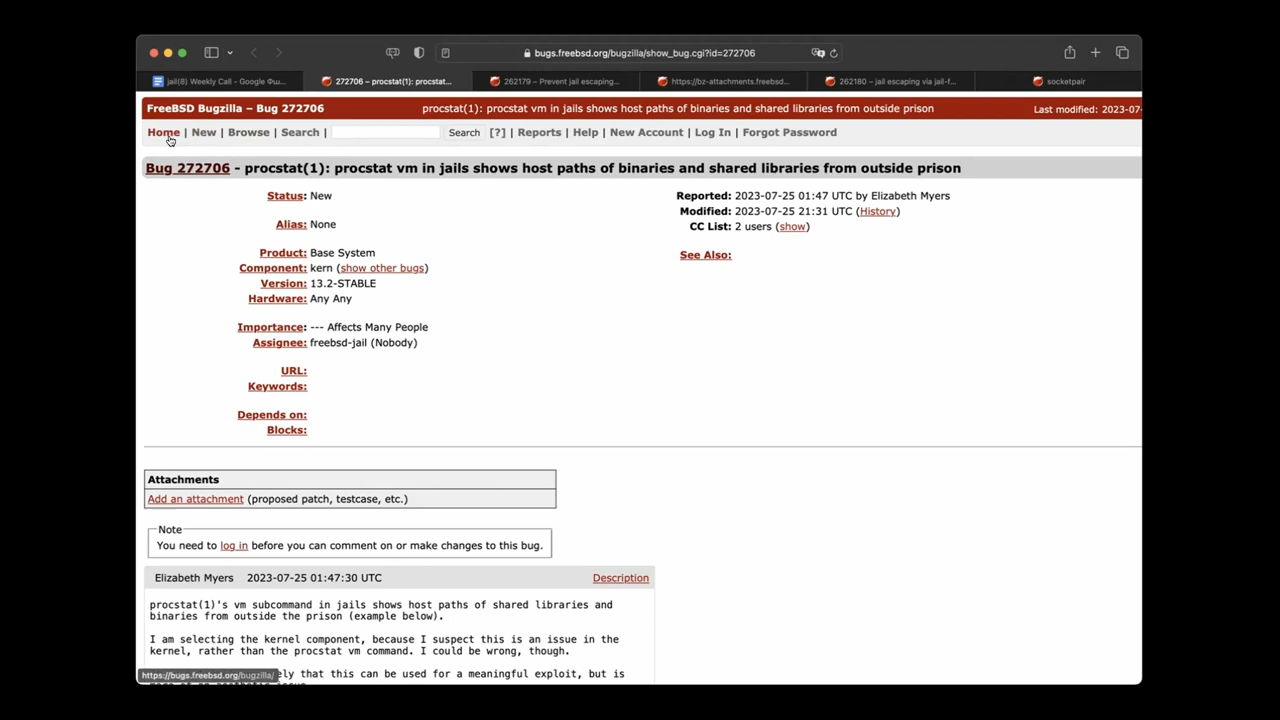 bugs.freebsd.org/bugzilla/show_bug.cgi?id=272706
jail(8) Weekly Call - Google Фш...
272706 – procstat(1): procstat...
262179 – Prevent jail escaping...
https://bz-attachments.freebsd...
262180 – jail escaping via jail-f...
socketpair
FreeBSD Bugzilla – Bug 272706
procstat(1): procstat vm in jails shows host paths of binaries and shared libraries from outside prison
Last modified: 2023-07-
Home | New | Browse | Search | Search [?] | Reports | Help | New Account | Log In | Forgot Password
Bug 272706 - procstat(1): procstat vm in jails shows host paths of binaries and shared libraries from outside prison
Status: New
Alias: None
Product: Base System
Component: kern (show other bugs)
Version: 13.2-STABLE
Hardware: Any Any
Importance: --- Affects Many People
Assignee: freebsd-jail (Nobody)
URL:
Keywords:
Depends on:
Blocks:
Reported: 2023-07-25 01:47 UTC by Elizabeth Myers
Modified: 2023-07-25 21:31 UTC (History)
CC List: 2 users (show)
See Also:
Attachments
Add an attachment (proposed patch, testcase, etc.)
Note
You need to log in before you can comment on or make changes to this bug.
Elizabeth Myers 2023-07-25 01:47:30 UTC Description
procstat(1)'s vm subcommand in jails shows host paths of shared libraries and
binaries from outside the prison (example below).
I am selecting the kernel component, because I suspect this is an issue in the
kernel, rather than the procstat vm command. I could be wrong, though.
ely that this can be used for a meaningful exploit, but is
https://bugs.freebsd.org/bugzilla/